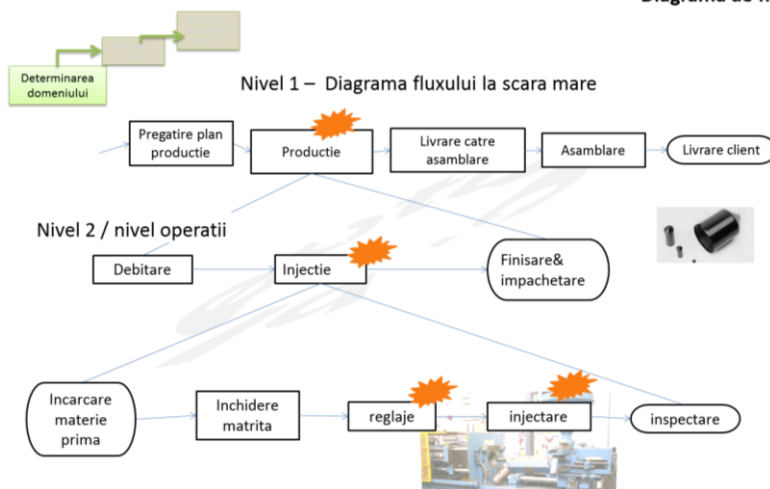 Diagrama de
Determinarea
domeniului
Nivel 1 – Diagrama fluxului la scara mare
Pregatire plan
productie
Productie
Livrare catre
asamblare
Asamblare
Livrare client
Nivel 2 / nivel operatii
Debitare
Injectie
Finisare&
impachetare
Incarcare
materie
prima
Inchidere
matrita
reglaje
injectare
inspectare